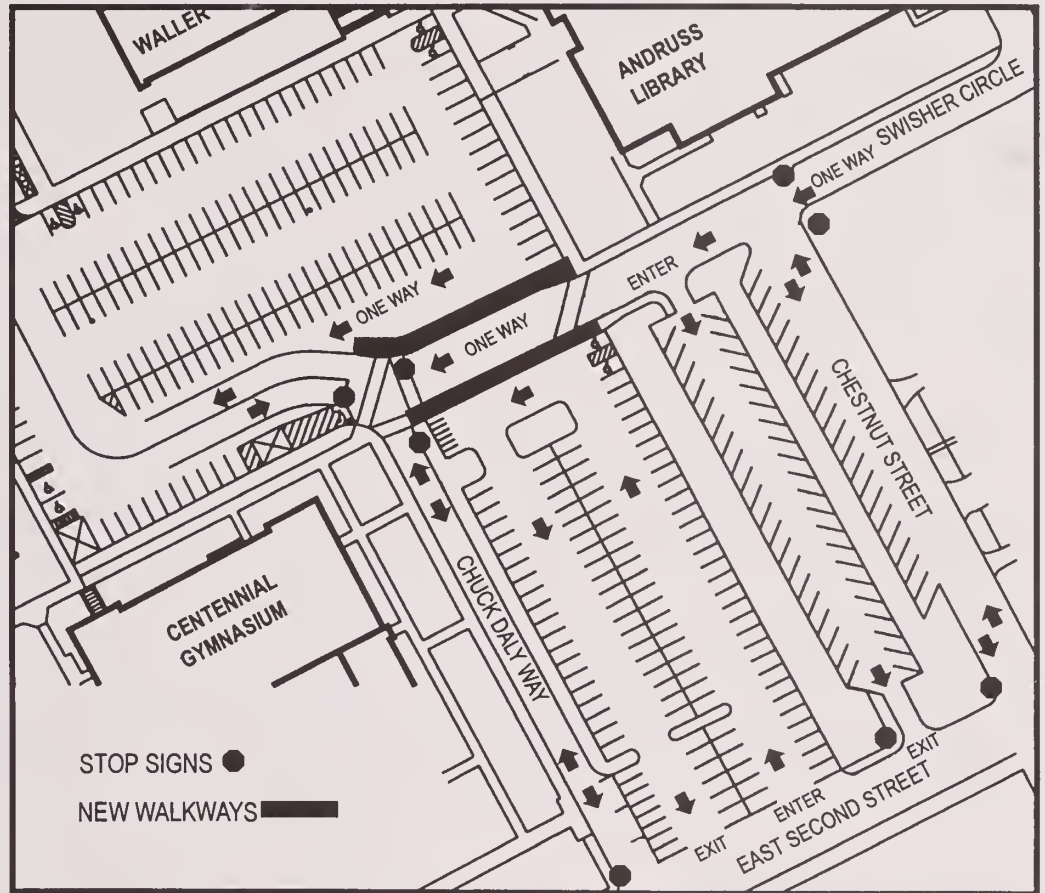 WALLER
ANDRUSS
LIBRARY
ONE WAY SWISHER CIRCLE
ENTER
ONE WAY
ONE WAY
CHESTNUT STREET
CHUCK DALY WAY
CENTENNIAL
GYMNASIUM
STOP SIGNS
NEW WALKWAYS
EXIT
ENTER
EXIT
EAST SECOND STREET